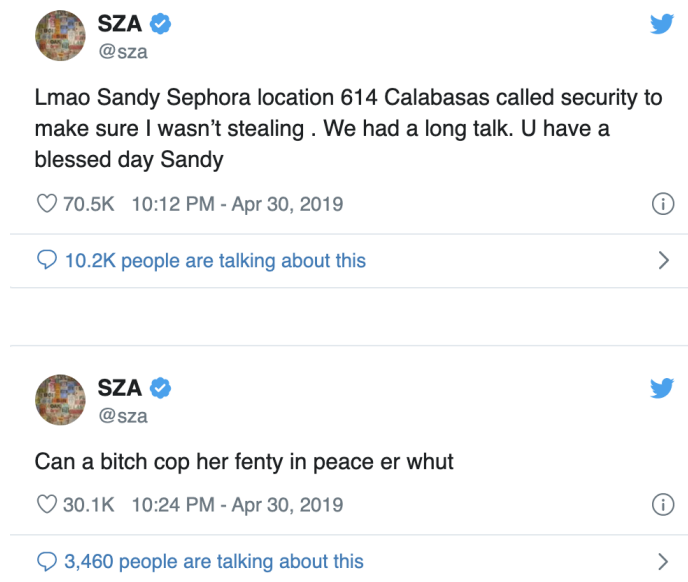 SZA
@sza
Lmao Sandy Sephora location 614 Calabasas called security to
make sure I wasn’t stealing . We had a long talk. U have a
blessed day Sandy
70.5K 10:12 PM - Apr 30, 2019
10.2K people are talking about this
SZA
@sza
Can a bitch cop her fenty in peace er whut
30.1K 10:24 PM - Apr 30, 2019
3,460 people are talking about this